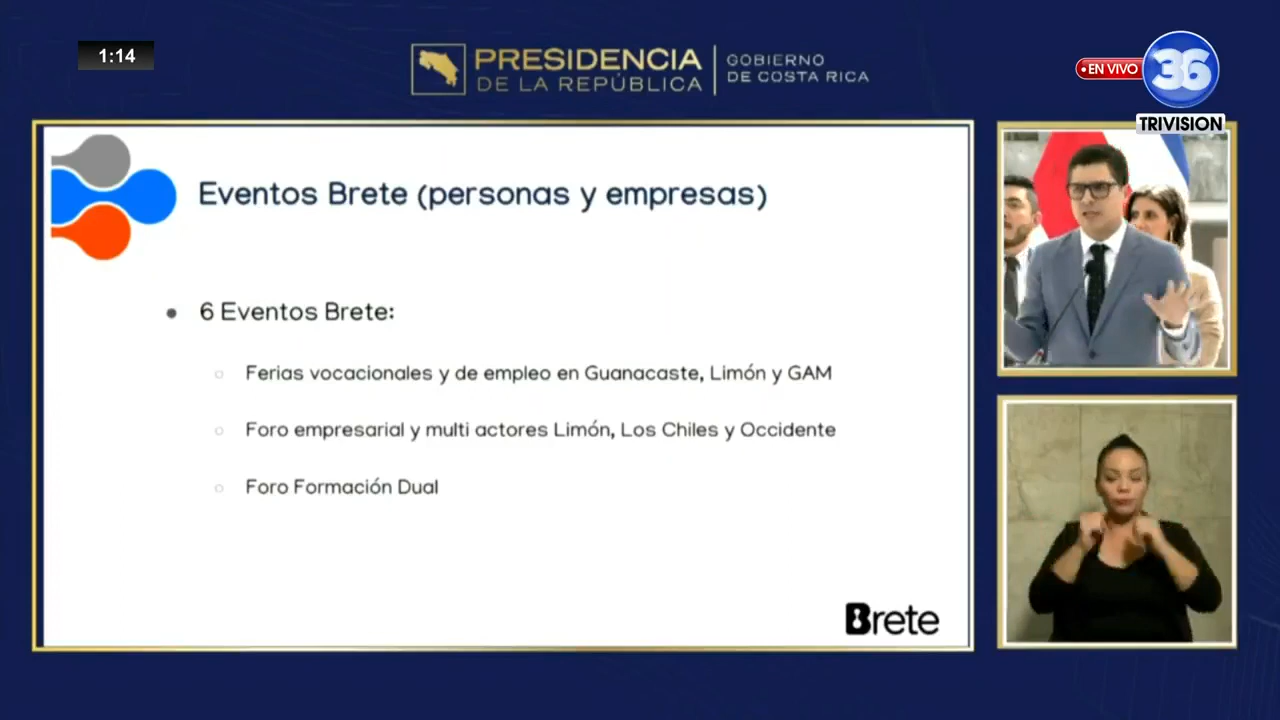 1:14
PRESIDENCIA
DE LA REPÚBLICA
GOBIERNO
DE COSTA RICA
• EN VIVO
36
TRIVISION
Eventos Brete (personas y empresas)
• 6 Eventos Brete:
○ Ferias vocacionales y de empleo en Guanacaste, Limón y GAM
○ Foro empresarial y multi actores Limón, Los Chiles y Occidente
○ Foro Formación Dual
Brete